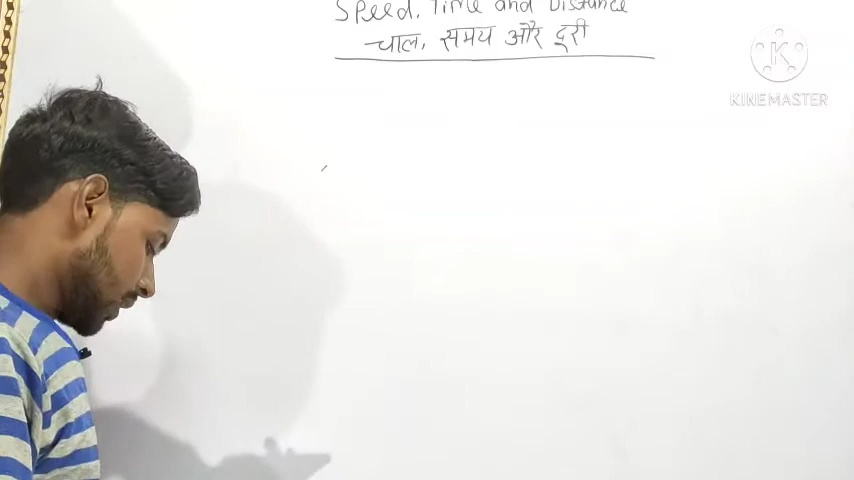 Speed, Time and Distance
चाल, समय और दूरी
K
KINEMASTER